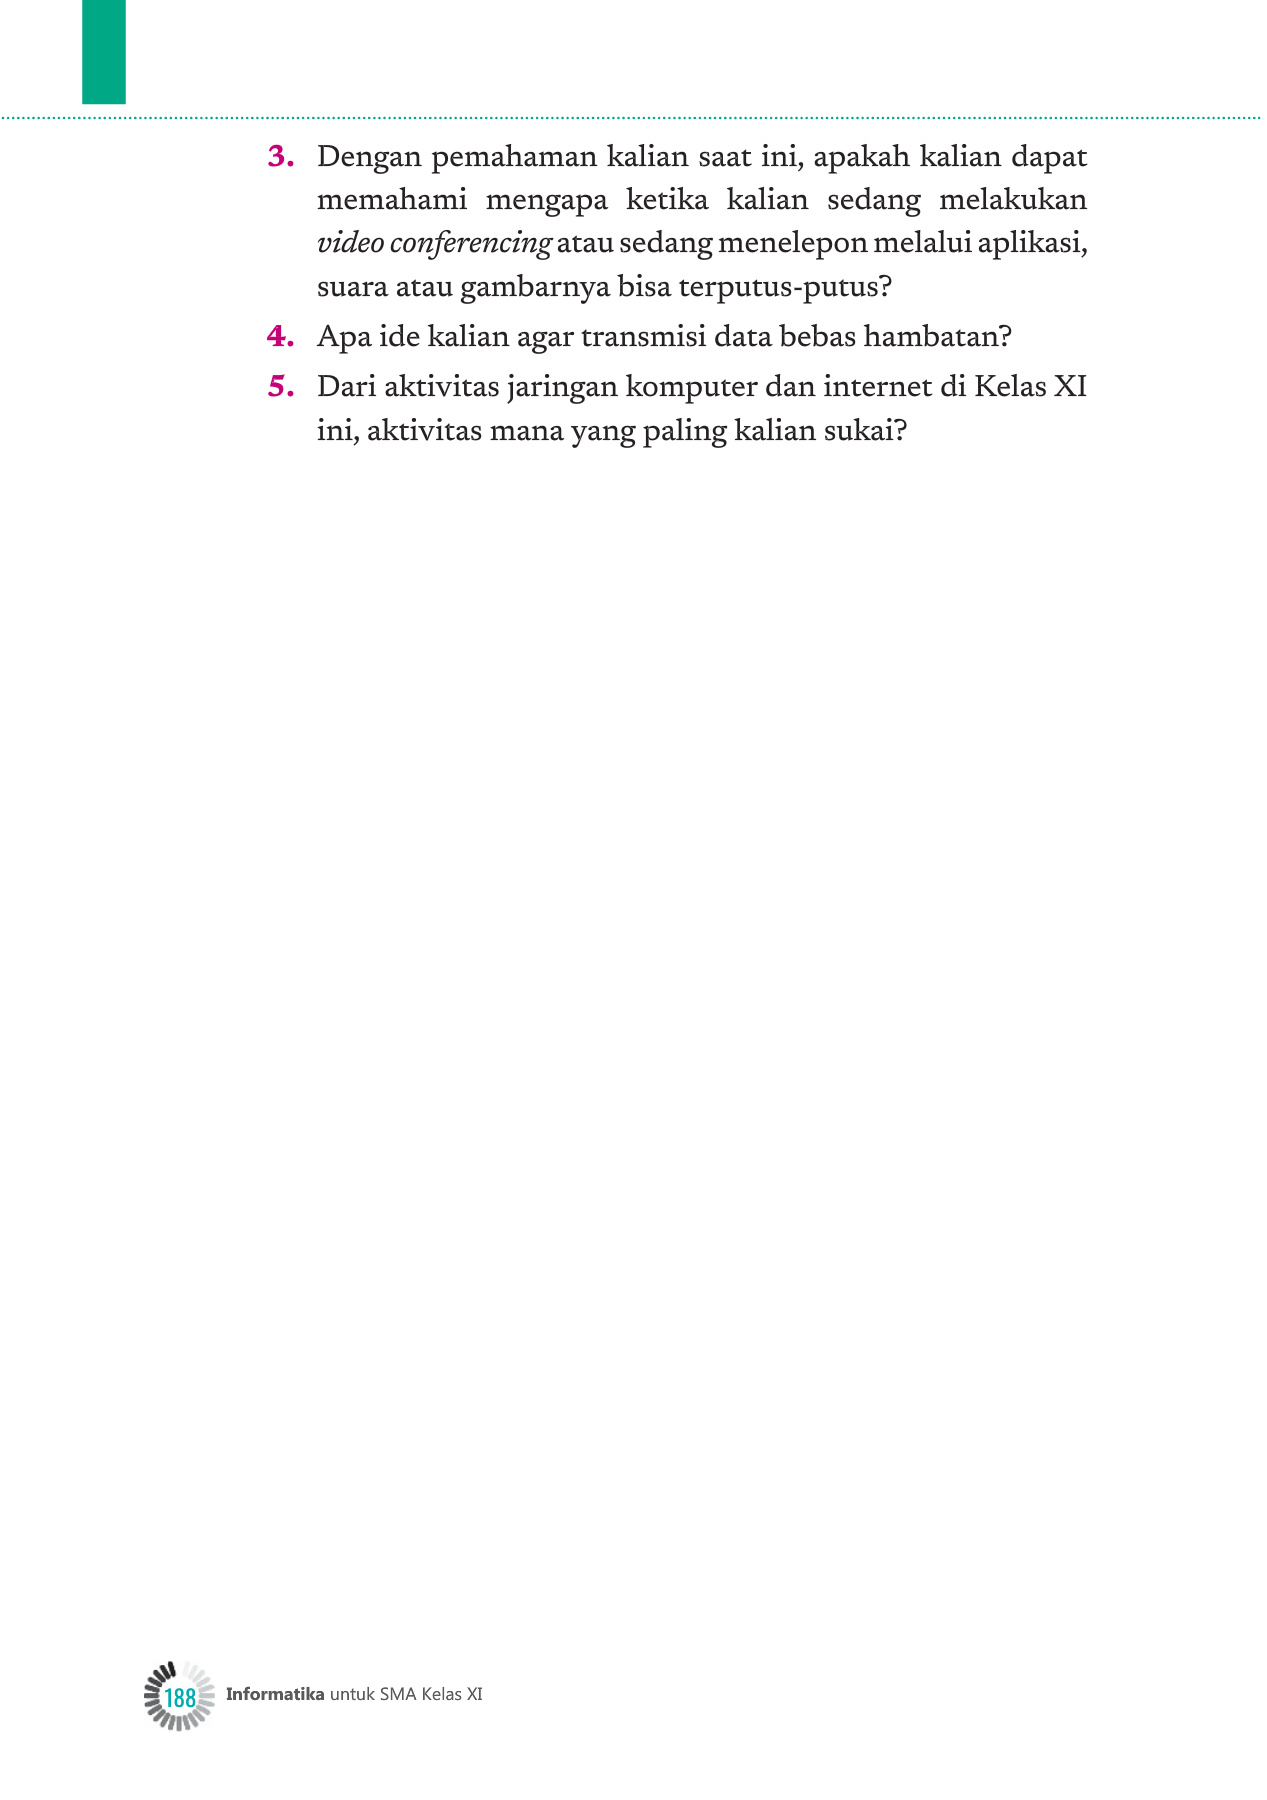 3. Dengan pemahaman kalian saat ini, apakah kalian dapat
memahami mengapa ketika kalian sedang melakukan
video conferencing atau sedang menelepon melalui aplikasi,
suara atau gambarnya bisa terputus-putus?
4. Apa ide kalian agar transmisi data bebas hambatan?
5. Dari aktivitas jaringan komputer dan internet di Kelas XI
ini, aktivitas mana yang paling kalian sukai?
188 Informatika untuk SMA Kelas XI